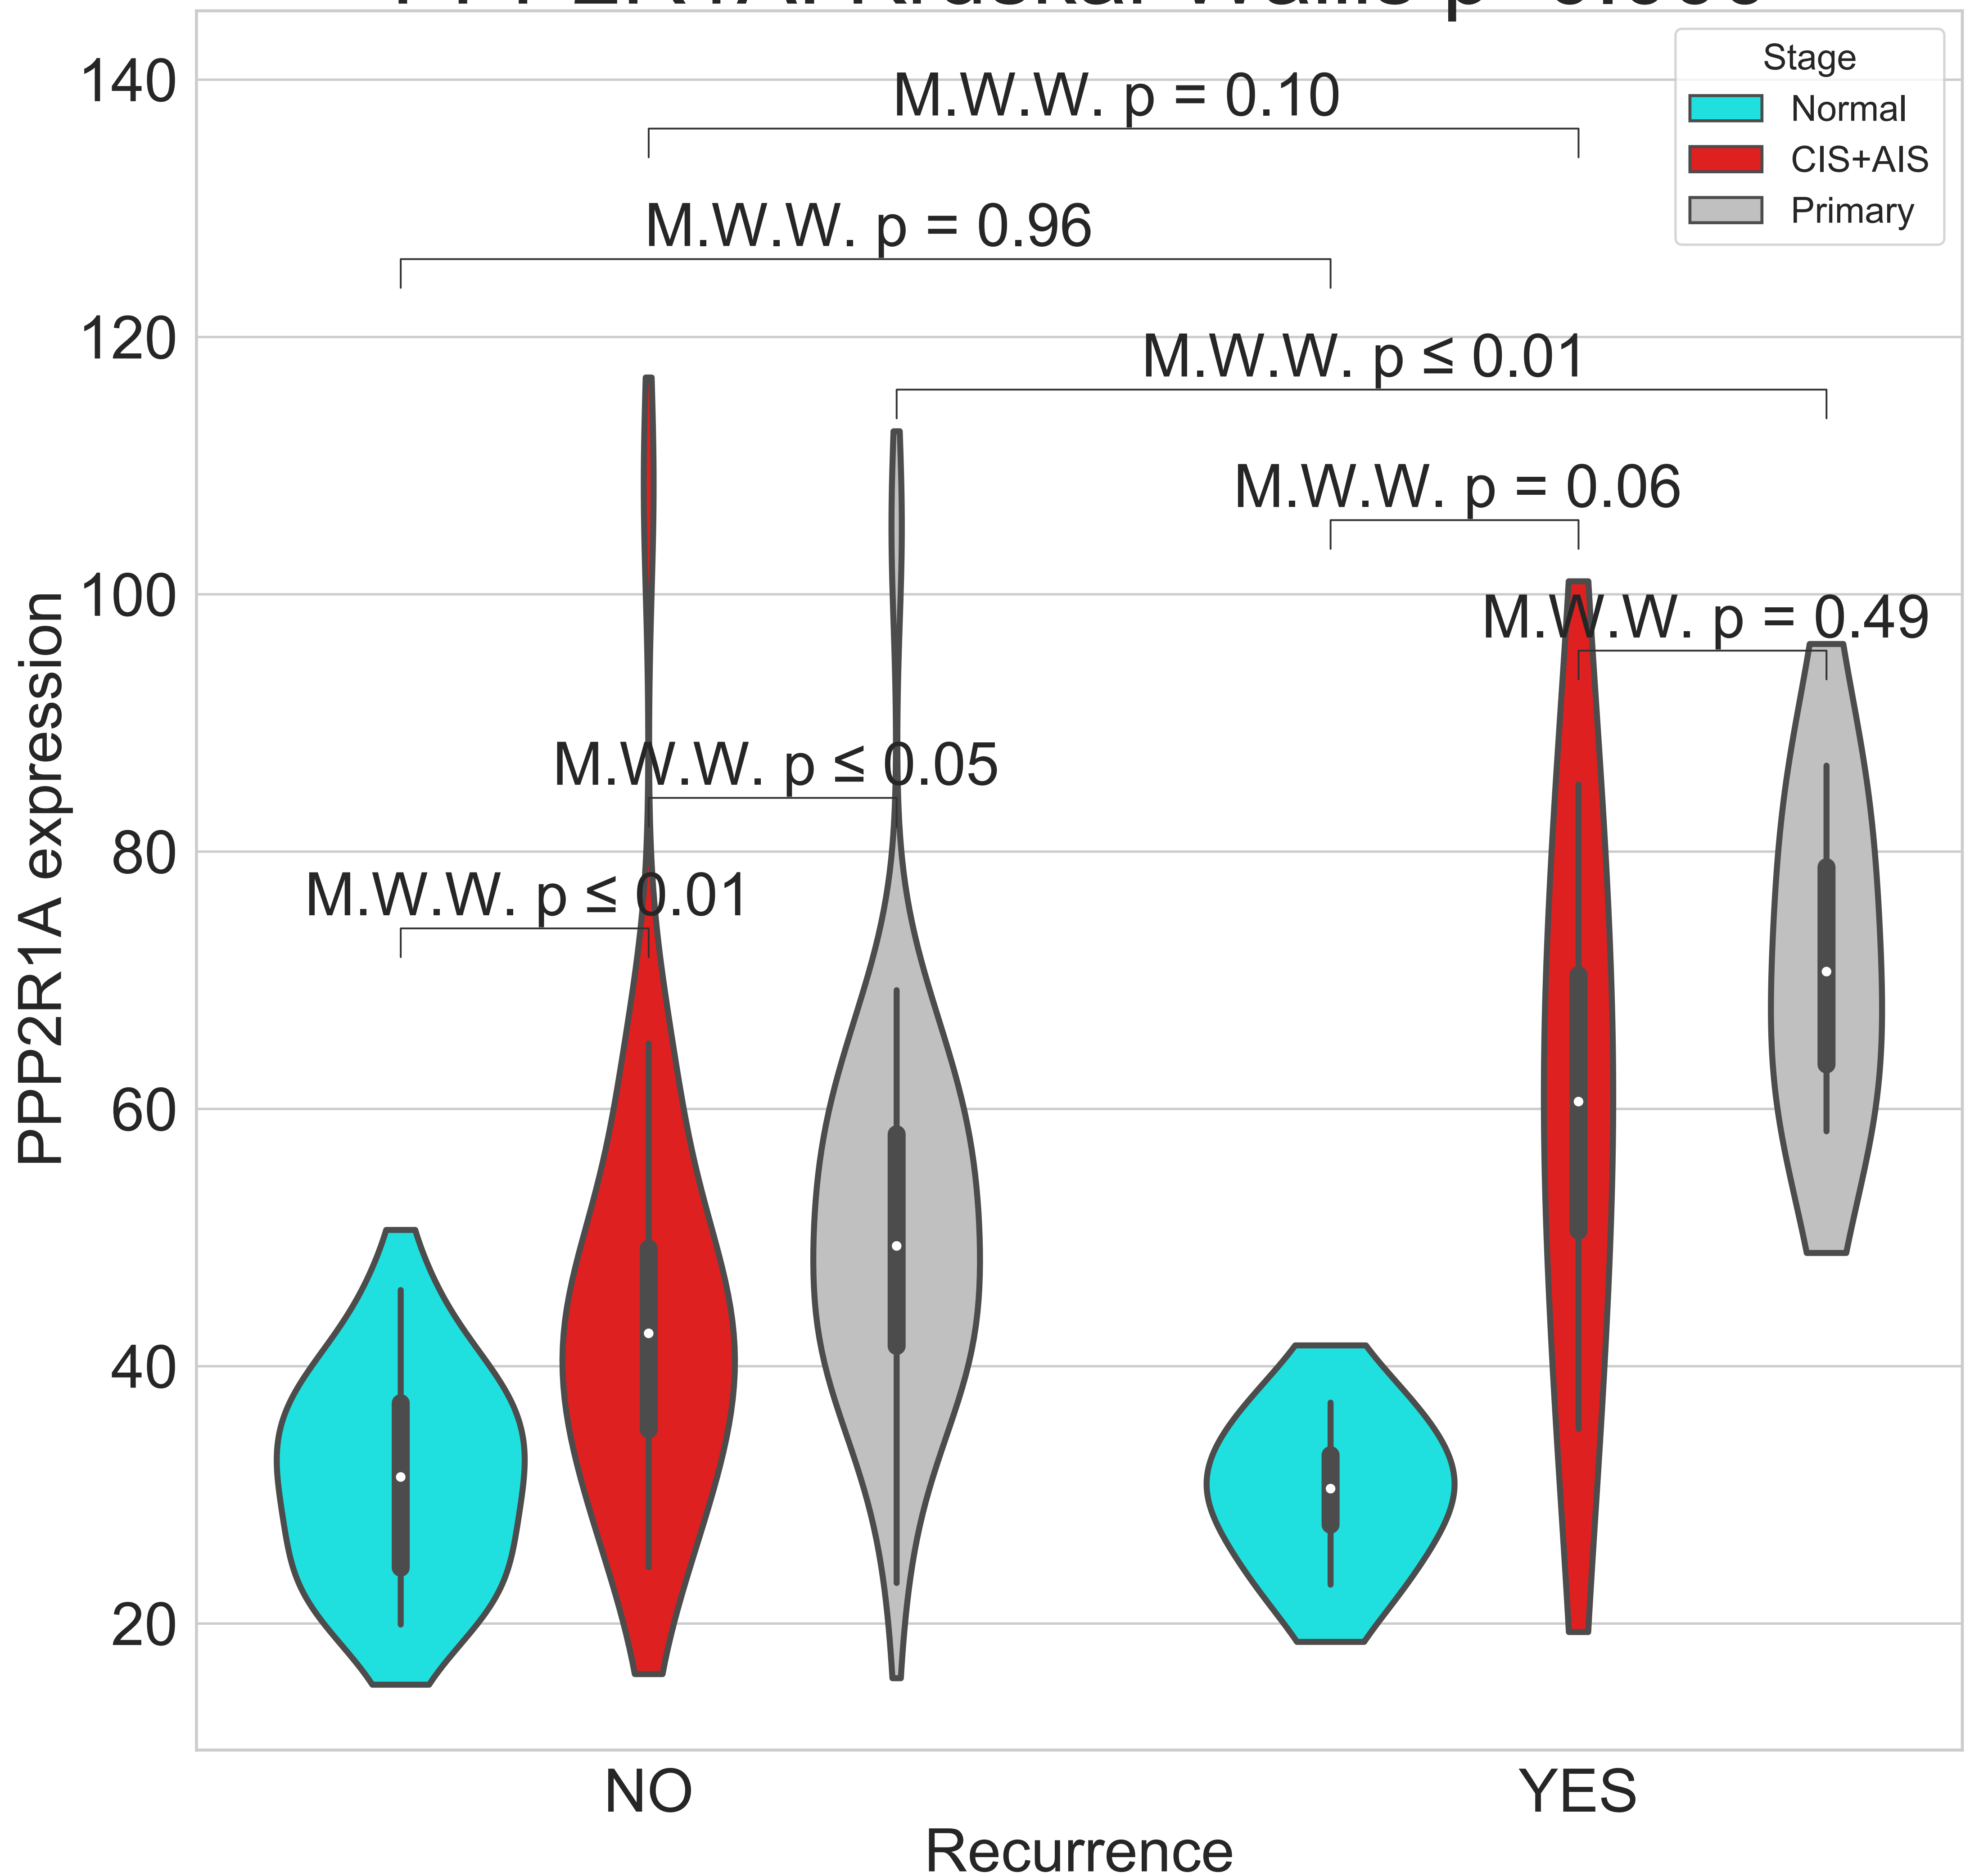 140
120
100
80
60
40
20
PPP2R1A expression
Stage
Normal
CIS+AIS
Primary
M.W.W. p = 0.10
M.W.W. p = 0.96
M.W.W. p ≤ 0.01
M.W.W. p = 0.06
M.W.W. p = 0.49
M.W.W. p ≤ 0.05
M.W.W. p ≤ 0.01
NO
YES
Recurrence